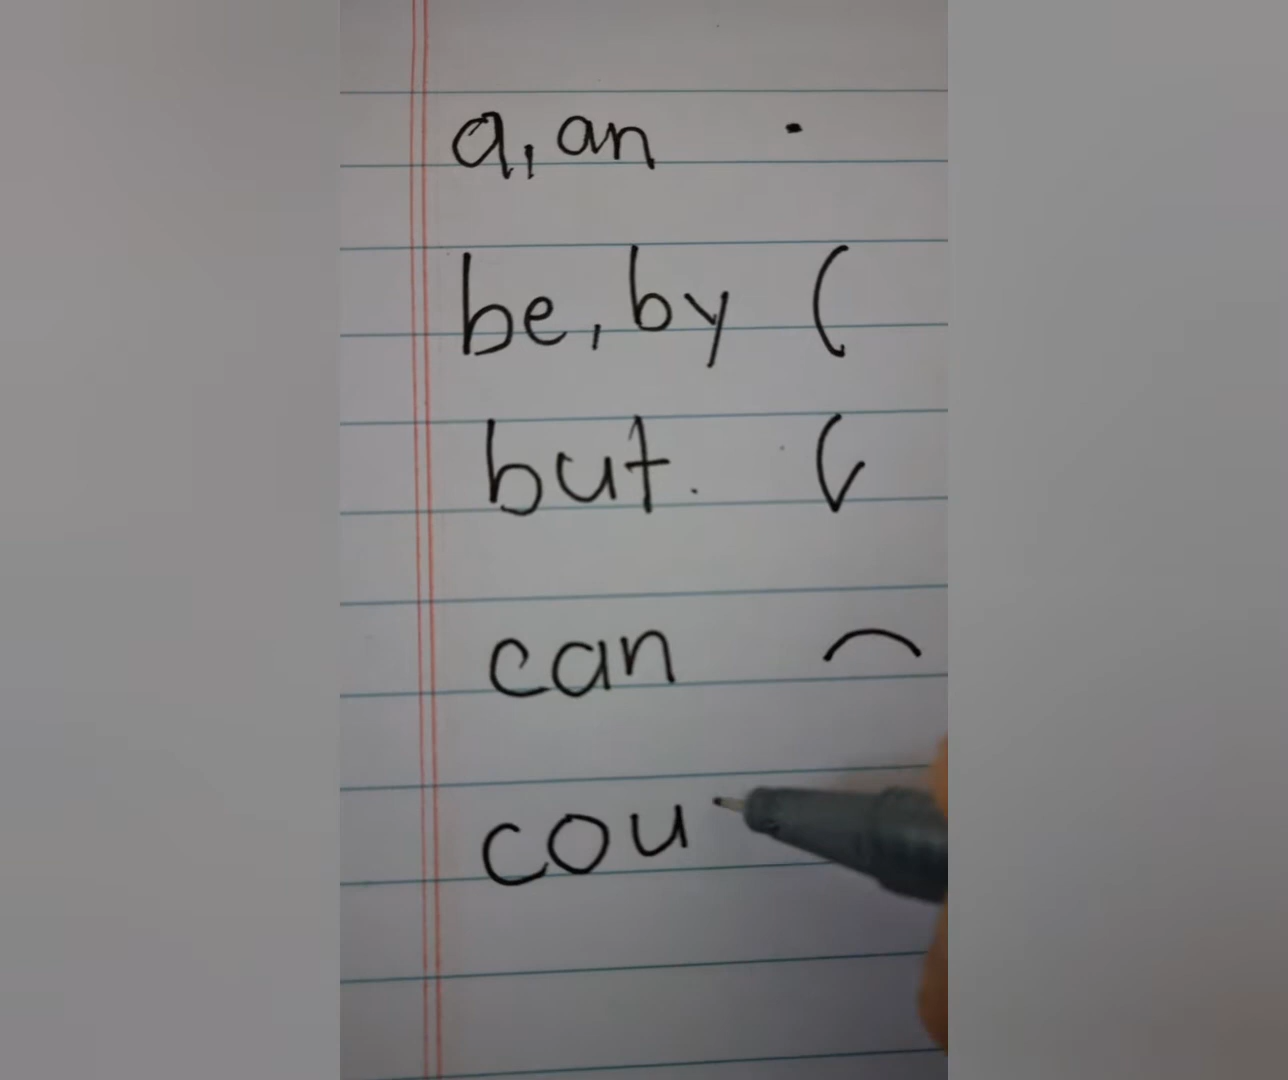 a, an .
be, by (
but.
can
cou